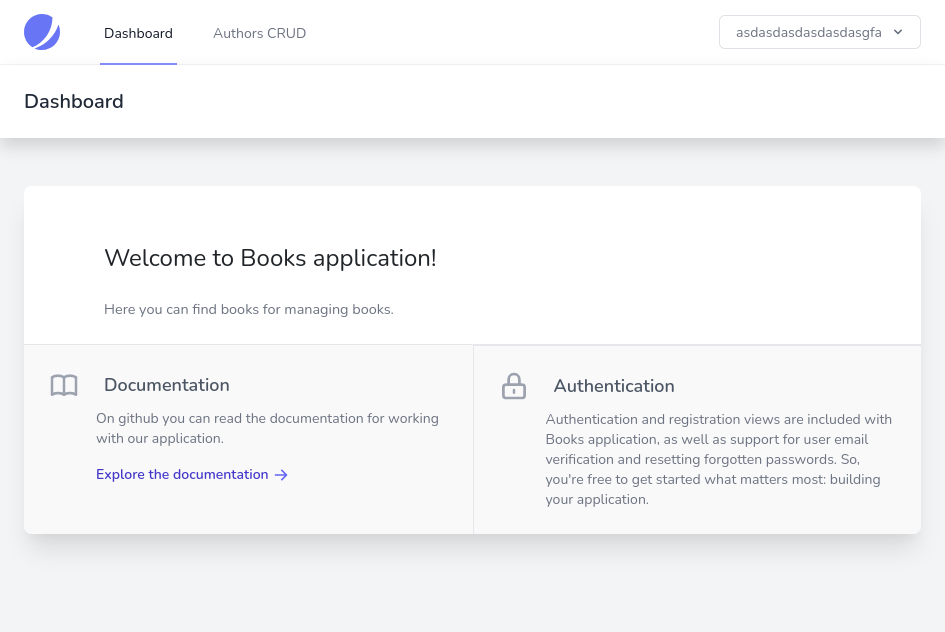 Dashboard
Authors CRUD
asdasdasdasdasdasgfa
Dashboard
Welcome to Books application!
Here you can find books for managing books.
Documentation
On github you can read the documentation for working
with our application.
Explore the documentation
Authentication
Authentication and registration views are included with
Books application, as well as support for user email
verification and resetting forgotten passwords. So,
you're free to get started what matters most: building
your application.